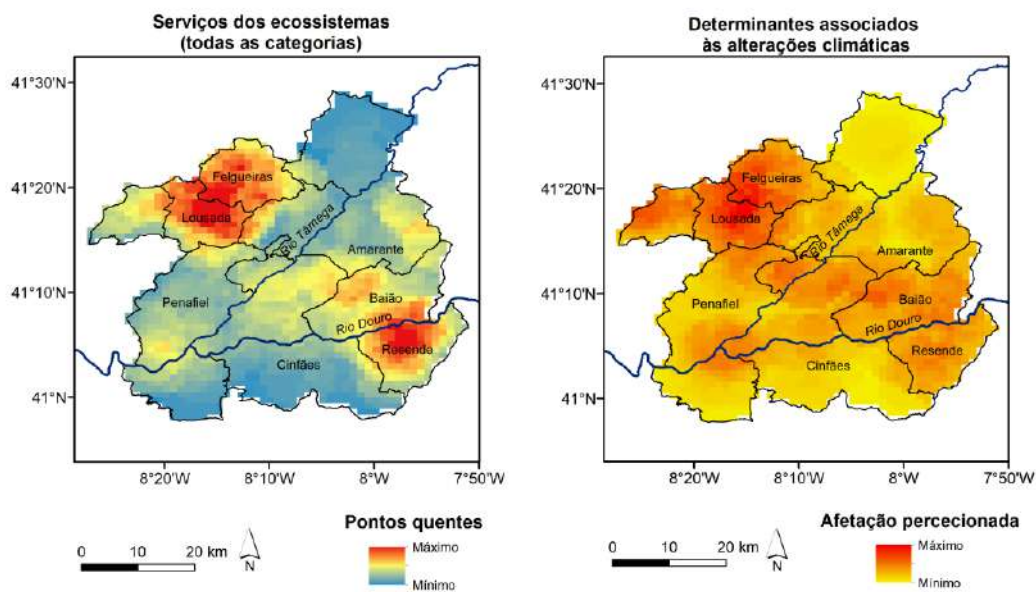 Serviços dos ecossistemas
(todas as categorias)
41°30'N
41°20'N
41°10'N
41°N
Felgueiras
Lousada
Rio Tâmega
Amarante
Penafiel
Baião
Rio Douro
Resende
Cinfães
8°20'W
8°10'W
8°W
7°50'W
0
10
20 km
N
Pontos quentes
Máximo
Mínimo
Determinantes associados
às alterações climáticas
41°30'N
41°20'N
41°10'N
41°N
Felgueiras
Lousada
Rio Tâmega
Amarante
Penafiel
Baião
Rio Douro
Resende
Cinfães
8°20'W
8°10'W
8°W
7°50'W
0
10
20 km
N
Afetação percecionada
Máximo
Mínimo